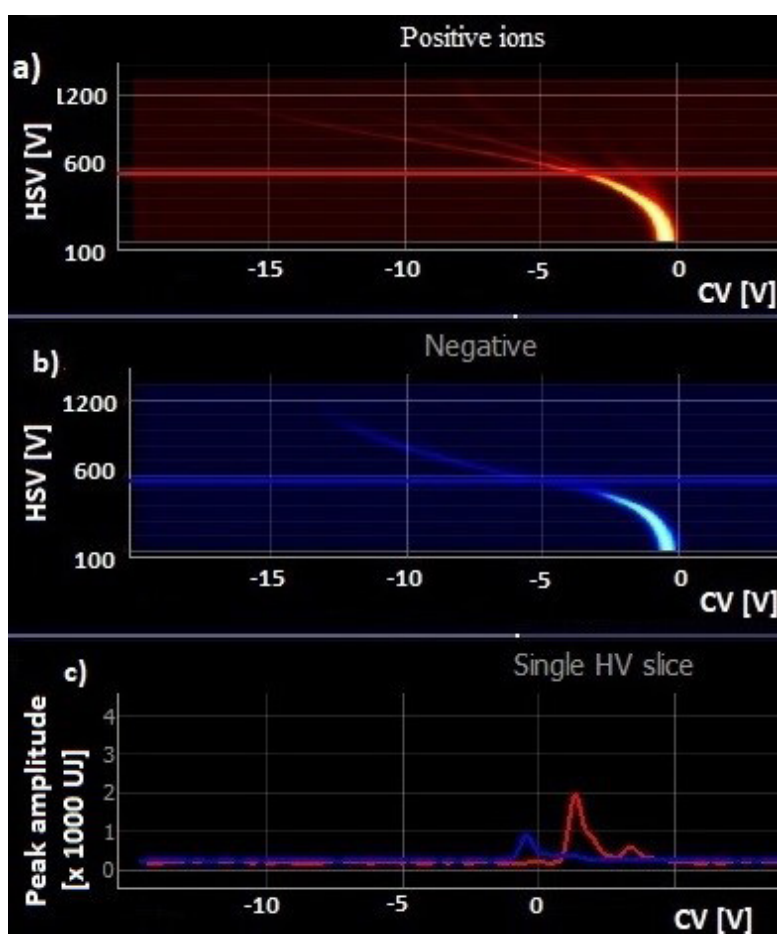 Positive ions
a)
1200
600
100
HSV [V]
-15 -10 -5 0
CV [V]
Negative
b)
1200
600
100
HSV [V]
-15 -10 -5 0
CV [V]
Single HV slice
c)
4
3
2
1
0
Peak amplitude
[x 1000 UJ]
-10 -5 0
CV [V]